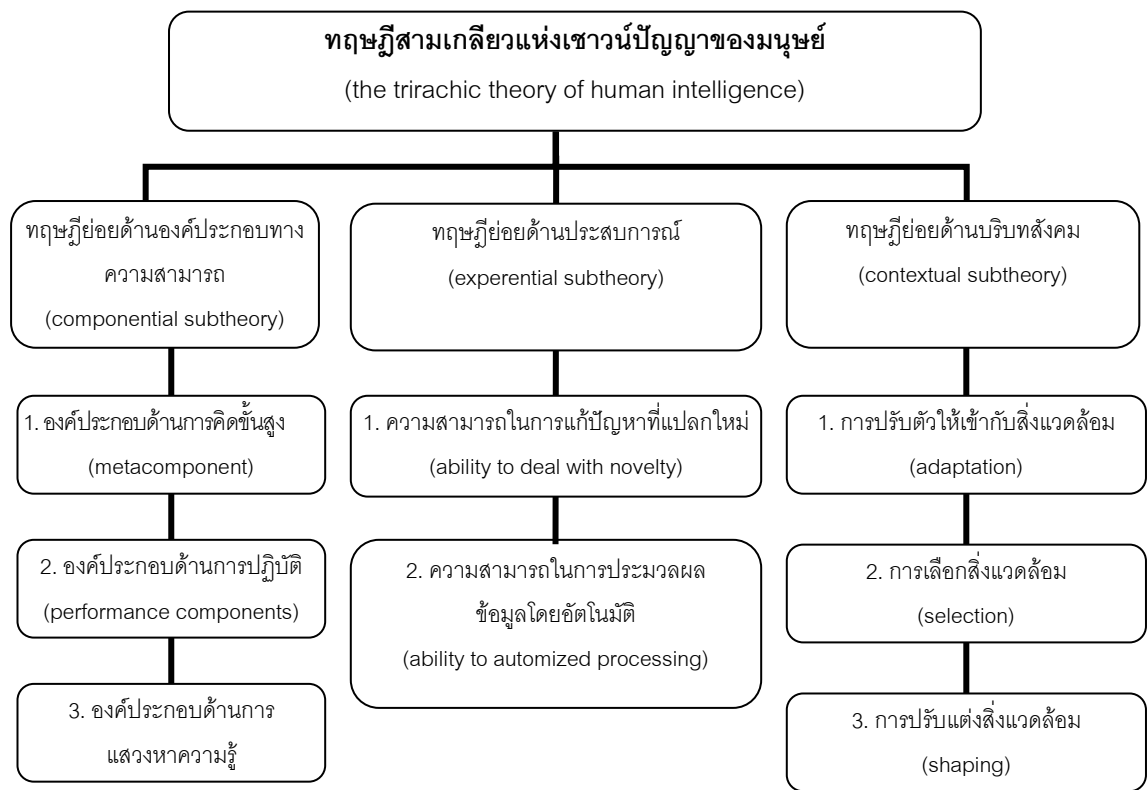 ทฤษฎีสามเกลียวแห่งเชาวน์ปัญญาของมนุษย์
(the trirachic theory of human intelligence)
ทฤษฎีย่อยด้านองค์ประกอบทาง
ความสามารถ
(componential subtheory)
ทฤษฎีย่อยด้านประสบการณ์
(experential subtheory)
ทฤษฎีย่อยด้านบริบทสังคม
(contextual subtheory)
1. องค์ประกอบด้านการคิดขั้นสูง
(metacomponent)
1. ความสามารถในการแก้ปัญหาที่แปลกใหม่
(ability to deal with novelty)
1. การปรับตัวให้เข้ากับสิ่งแวดล้อม
(adaptation)
2. องค์ประกอบด้านการปฏิบัติ
(performance components)
2. ความสามารถในการประมวลผล
ข้อมูลโดยอัตโนมัติ
(ability to automized processing)
2. การเลือกสิ่งแวดล้อม
(selection)
3. องค์ประกอบด้านการ
แสวงหาความรู้
3. การปรับแต่งสิ่งแวดล้อม
(shaping)